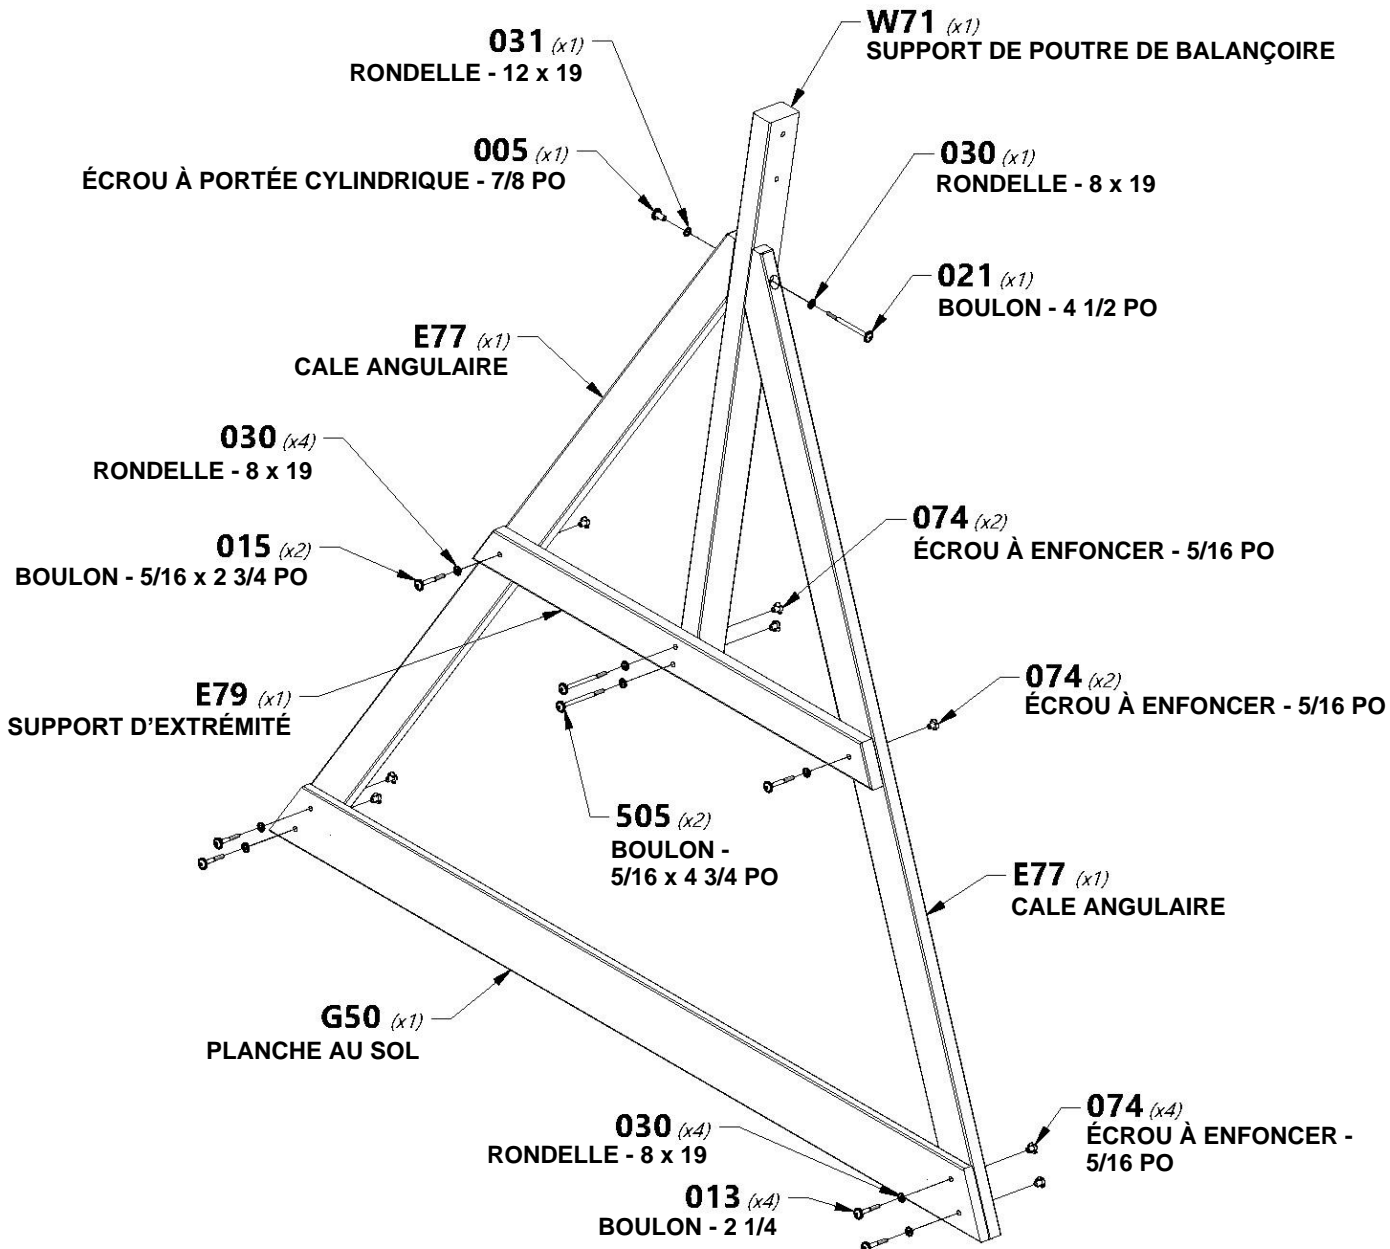 W71 (x1)
SUPPORT DE POUTRE DE BALANÇOIRE
031 (x1)
RONDELLE - 12 x 19
005 (x1)
ÉCROU À PORTÉE CYLINDRIQUE - 7/8 PO
030 (x1)
RONDELLE - 8 x 19
021 (x1)
BOULON - 4 1/2 PO
E77 (x1)
CALE ANGULAIRE
030 (x4)
RONDELLE - 8 x 19
015 (x2)
BOULON - 5/16 x 2 3/4 PO
074 (x2)
ÉCROU À ENFONCER - 5/16 PO
E79 (x1)
SUPPORT D’EXTRÉMITÉ
074 (x2)
ÉCROU À ENFONCER - 5/16 PO
505 (x2)
BOULON -
5/16 x 4 3/4 PO
E77 (x1)
CALE ANGULAIRE
G50 (x1)
PLANCHE AU SOL
074 (x4)
ÉCROU À ENFONCER -
5/16 PO
030 (x4)
RONDELLE - 8 x 19
013 (x4)
BOULON - 2 1/4